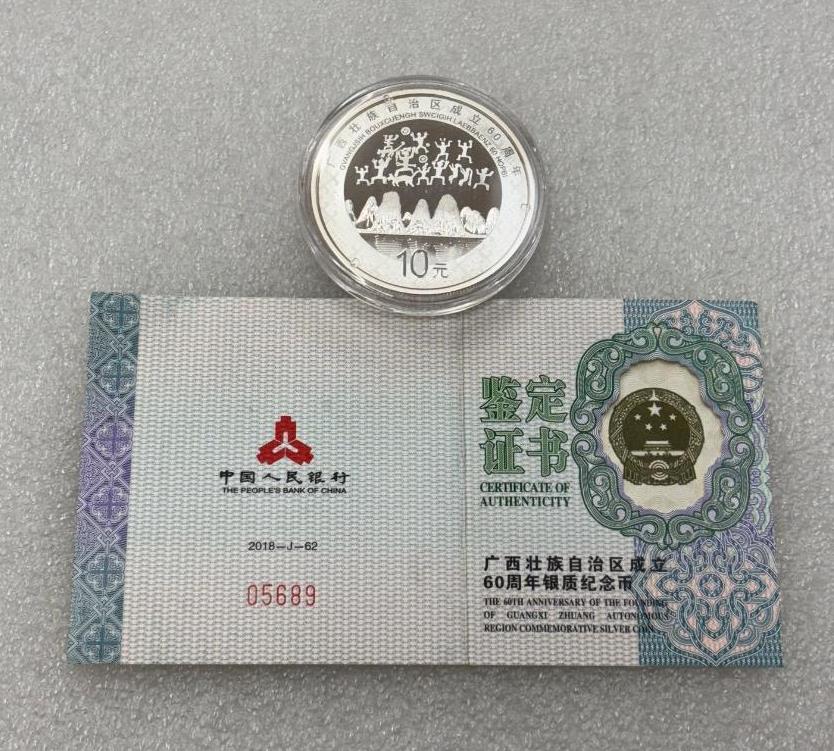 广西壮族自治区成立60周年
GVANGJSIH BOUXCUENGH SWCIGIH LAEBBAENZ 60 HOPBI
10元
中国人民银行
THE PEOPLE'S BANK OF CHINA
2018-J-62
05689
鉴定
证书
CERTIFICATE OF
AUTHENTICITY
广西壮族自治区成立
60周年银质纪念币
THE 60TH ANNIVERSARY OF THE FOUNDING
OF GUANGXI ZHUANG AUTONOMOUS
REGION COMMEMORATIVE SILVER COIN